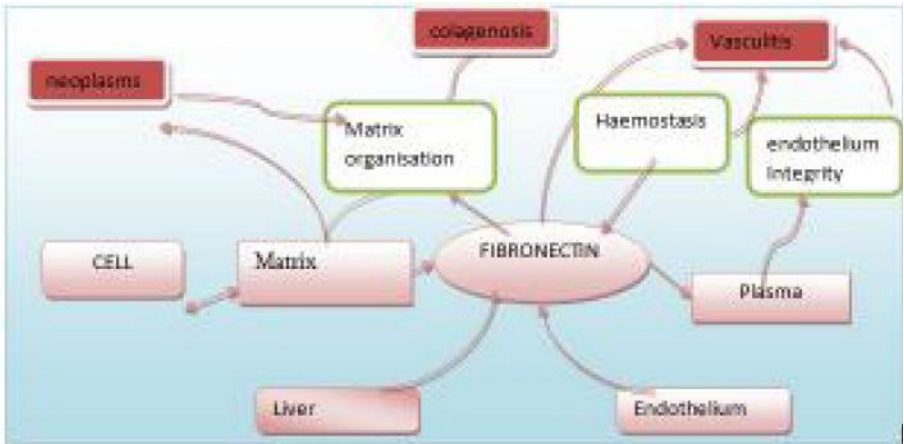 colagenosis
Vasculitis
neoplasms
Matrix
organisation
Haemostasis
endothelium
Integrity
CELL
Matrix
FIBRONECTIN
Plasma
Liver
Endothelium